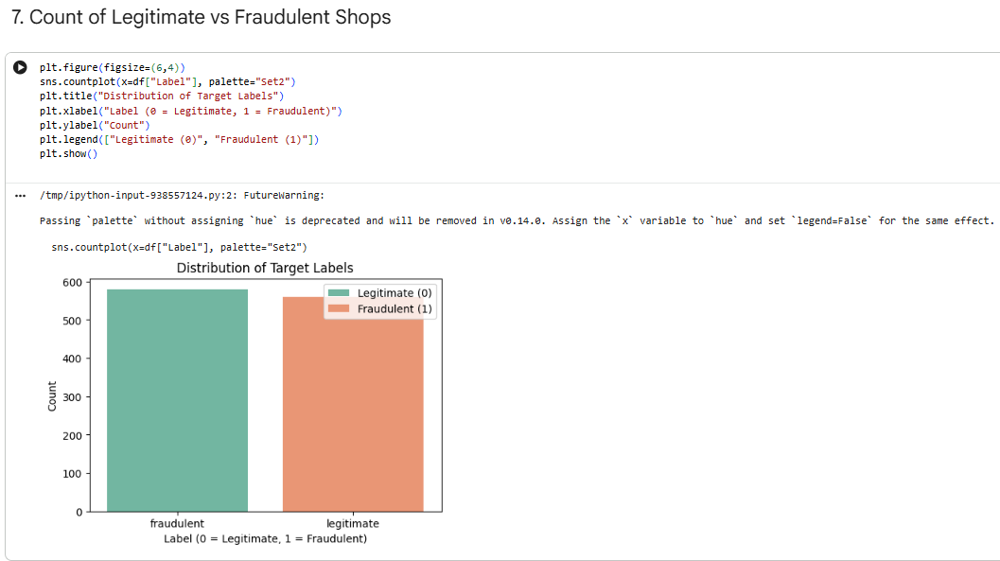 7. Count of Legitimate vs Fraudulent Shops
plt.figure(figsize=(6,4))
sns.countplot(x=df["Label"], palette="Set2")
plt.title("Distribution of Target Labels")
plt.xlabel("Label (0 = Legitimate, 1 = Fraudulent)")
plt.ylabel("Count")
plt.legend(["Legitimate (0)", "Fraudulent (1)"])
plt.show()
/tmp/ipython-input-938557124.py:2: FutureWarning:
Passing `palette` without assigning `hue` is deprecated and will be removed in v0.14.0. Assign the `x` variable to `hue` and set `legend=False` for the same effect.
sns.countplot(x=df["Label"], palette="Set2")
Distribution of Target Labels
600
500
400
300
200
100
0
Count
Legitimate (0)
Fraudulent (1)
fraudulent
legitimate
Label (0 = Legitimate, 1 = Fraudulent)